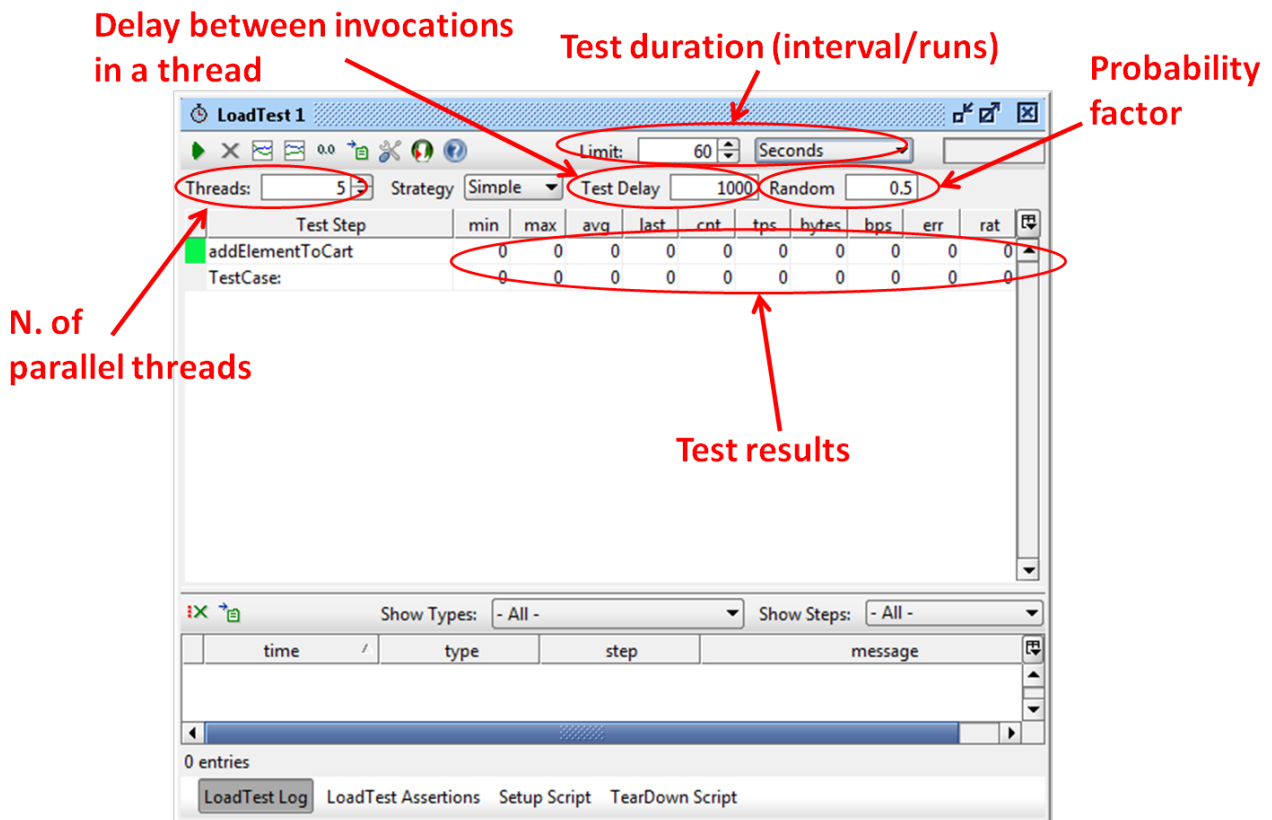 Delay between invocations
in a thread
Test duration (interval/runs)
Probability
factor
LoadTest 1
0.0
Limit: 60 Seconds
Threads: 5 Strategy Simple Test Delay 1000 Random 0.5
Test Step min max avg last cnt tps bytes bps err rat
addElementToCart 0 0 0 0 0 0 0 0 0 0
TestCase: 0 0 0 0 0 0 0 0 0 0
N. of
parallel threads
Test results
Show Types: - All - Show Steps: - All -
time type step message
0 entries
LoadTest Log LoadTest Assertions Setup Script TearDown Script